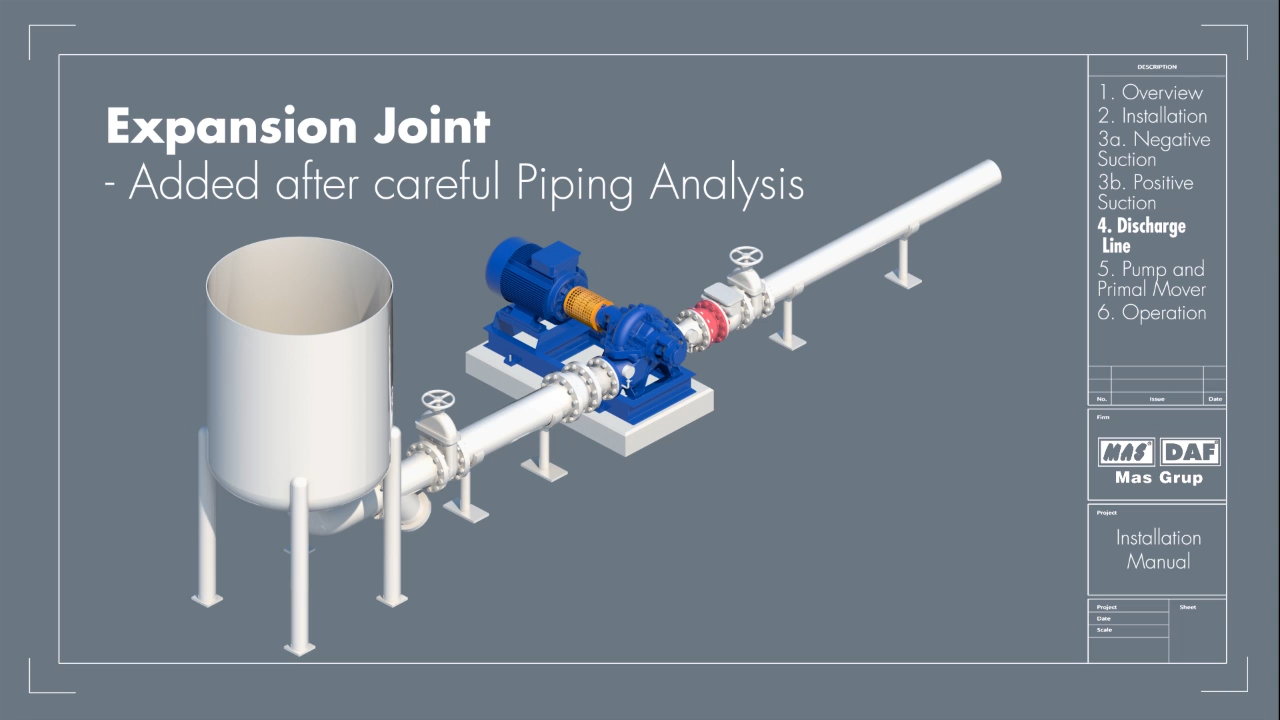 Expansion Joint
- Added after careful Piping Analysis
DESCRIPTION
1. Overview
2. Installation
3a. Negative
Suction
3b. Positive
Suction
4. Discharge
Line
5. Pump and
Primal Mover
6. Operation
No. Issue Date
Firm
MAS DAF
Mas Grup
Project
Installation
Manual
Project Sheet
Date
Scale